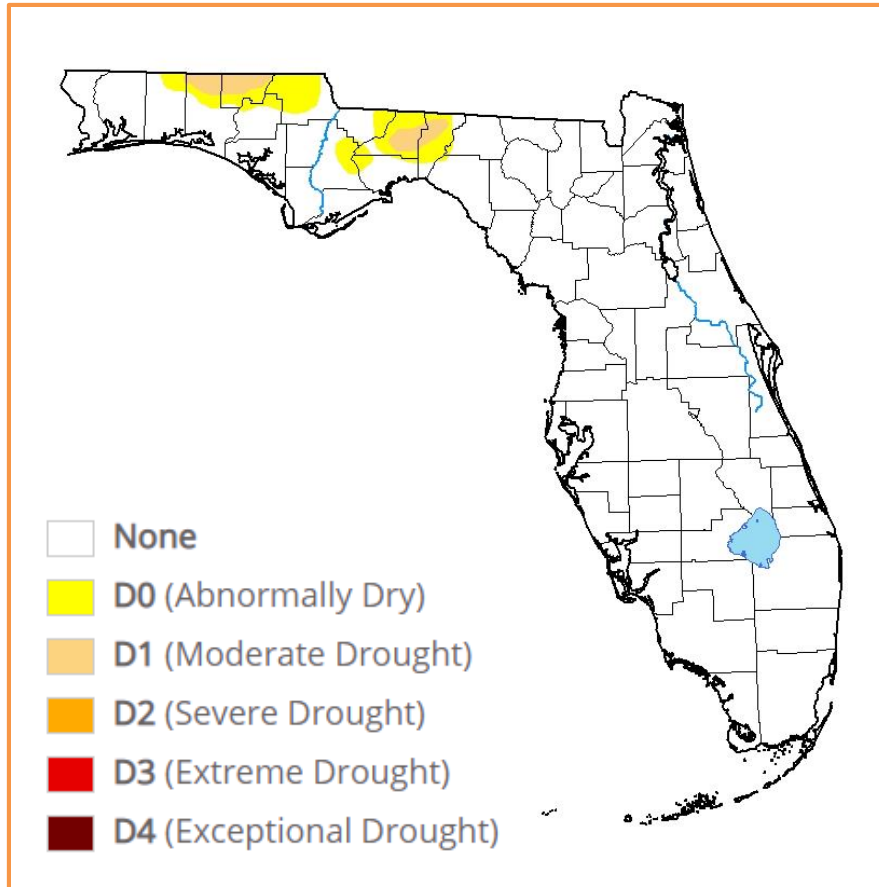 None
D0 (Abnormally Dry)
D1 (Moderate Drought)
D2 (Severe Drought)
D3 (Extreme Drought)
D4 (Exceptional Drought)